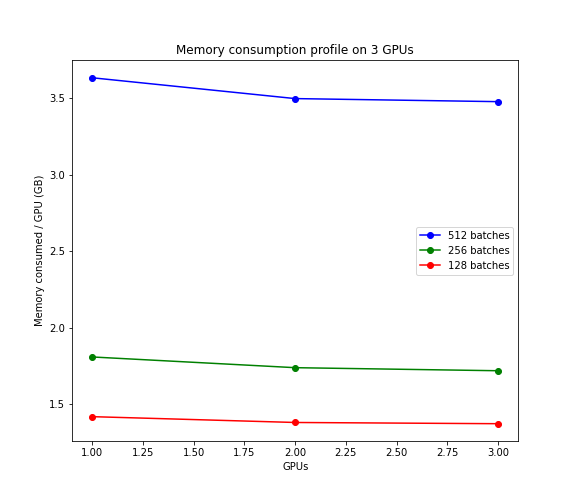 Memory consumption profile on 3 GPUs
Memory consumed / GPU (GB)
3.5
3.0
2.5
2.0
1.5
512 batches
256 batches
128 batches
1.00 1.25 1.50 1.75 2.00 2.25 2.50 2.75 3.00
GPUs